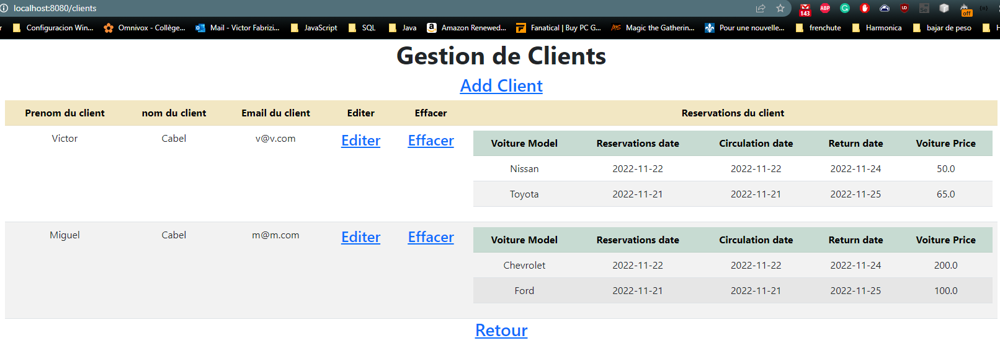 localhost:8080/clients
143 ABP G UD Se off
r Configuracion Win... Omnivox - Collège... Mail - Victor Fabrizi... JavaScript SQL Java Amazon Renewed... Fanatical | Buy PC G... Magic the Gatherin... Pour une nouvelle... frenchute Harmonica bajar de peso H
Gestion de Clients
Add Client
Prenom du client nom du client Email du client Editer Effacer Reservations du client
Victor Cabel v@v.com Editer Effacer
Voiture Model Reservations date Circulation date Return date Voiture Price
Nissan 2022-11-22 2022-11-22 2022-11-24 50.0
Toyota 2022-11-21 2022-11-21 2022-11-25 65.0
Miguel Cabel m@m.com Editer Effacer
Voiture Model Reservations date Circulation date Return date Voiture Price
Chevrolet 2022-11-22 2022-11-22 2022-11-24 200.0
Ford 2022-11-21 2022-11-21 2022-11-25 100.0
Retour